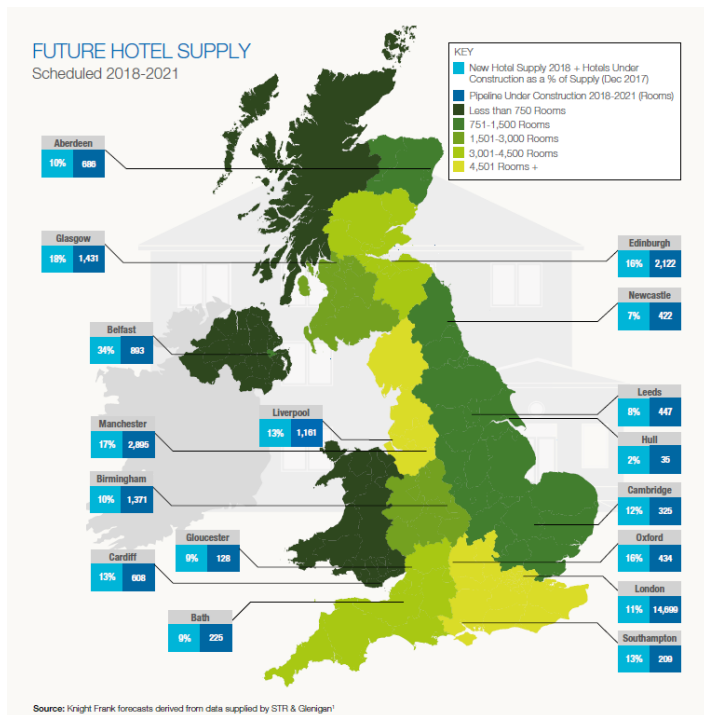 FUTURE HOTEL SUPPLY
Scheduled 2018-2021
KEY
New Hotel Supply 2018 + Hotels Under
Construction as a % of Supply (Dec 2017)
Pipeline Under Construction 2018-2021 (Rooms)
Less than 750 Rooms
751-1,500 Rooms
1,501-3,000 Rooms
3,001-4,500 Rooms
4,501 Rooms +
Aberdeen
10% 686
Glasgow
18% 1,431
Edinburgh
16% 2,122
Newcastle
7% 422
Belfast
34% 893
Leeds
8% 447
Liverpool
13% 1,161
Manchester
17% 2,895
Hull
2% 35
Birmingham
10% 1,371
Cambridge
12% 325
Gloucester
9% 128
Oxford
16% 434
Cardiff
13% 608
London
11% 14,699
Bath
9% 225
Southampton
13% 209
Source: Knight Frank forecasts derived from data supplied by STR & Glenigan¹